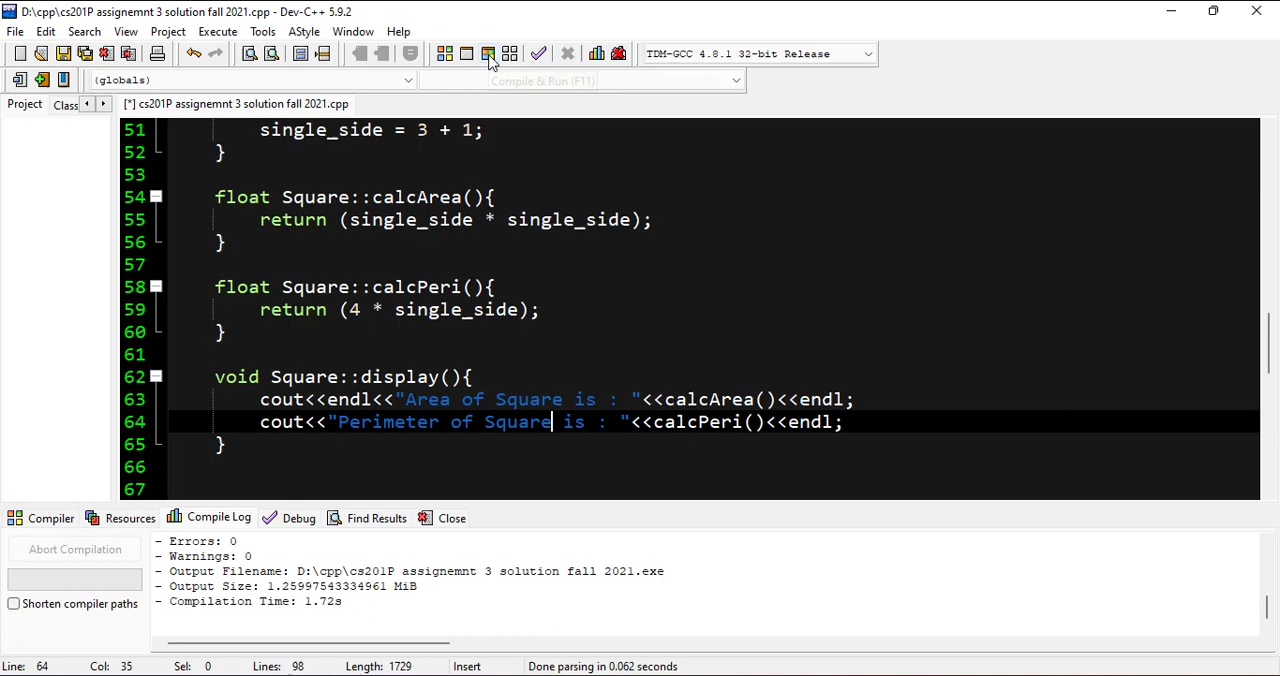 D:\cpp\cs201P assignemnt 3 solution fall 2021.cpp - Dev-C++ 5.9.2
File Edit Search View Project Execute Tools AStyle Window Help
TDM-GCC 4.8.1 32-bit Release
(globals)
Compile & Run (F11)
Project Class [*] cs201P assignemnt 3 solution fall 2021.cpp
51 single_side = 3 + 1;
52 }
53
54 float Square::calcArea(){
55 return (single_side * single_side);
56 }
57
58 float Square::calcPeri(){
59 return (4 * single_side);
60 }
61
62 void Square::display(){
63 cout<<endl<<"Area of Square is : "<<calcArea()<<endl;
64 cout<<"Perimeter of Square is : "<<calcPeri()<<endl;
65 }
66
67
Compiler Resources Compile Log Debug Find Results Close
Abort Compilation
Shorten compiler paths
- Errors: 0
- Warnings: 0
- Output Filename: D:\cpp\cs201P assignemnt 3 solution fall 2021.exe
- Output Size: 1.25997543334961 MiB
- Compilation Time: 1.72s
Line: 64 Col: 35 Sel: 0 Lines: 98 Length: 1729 Insert Done parsing in 0.062 seconds